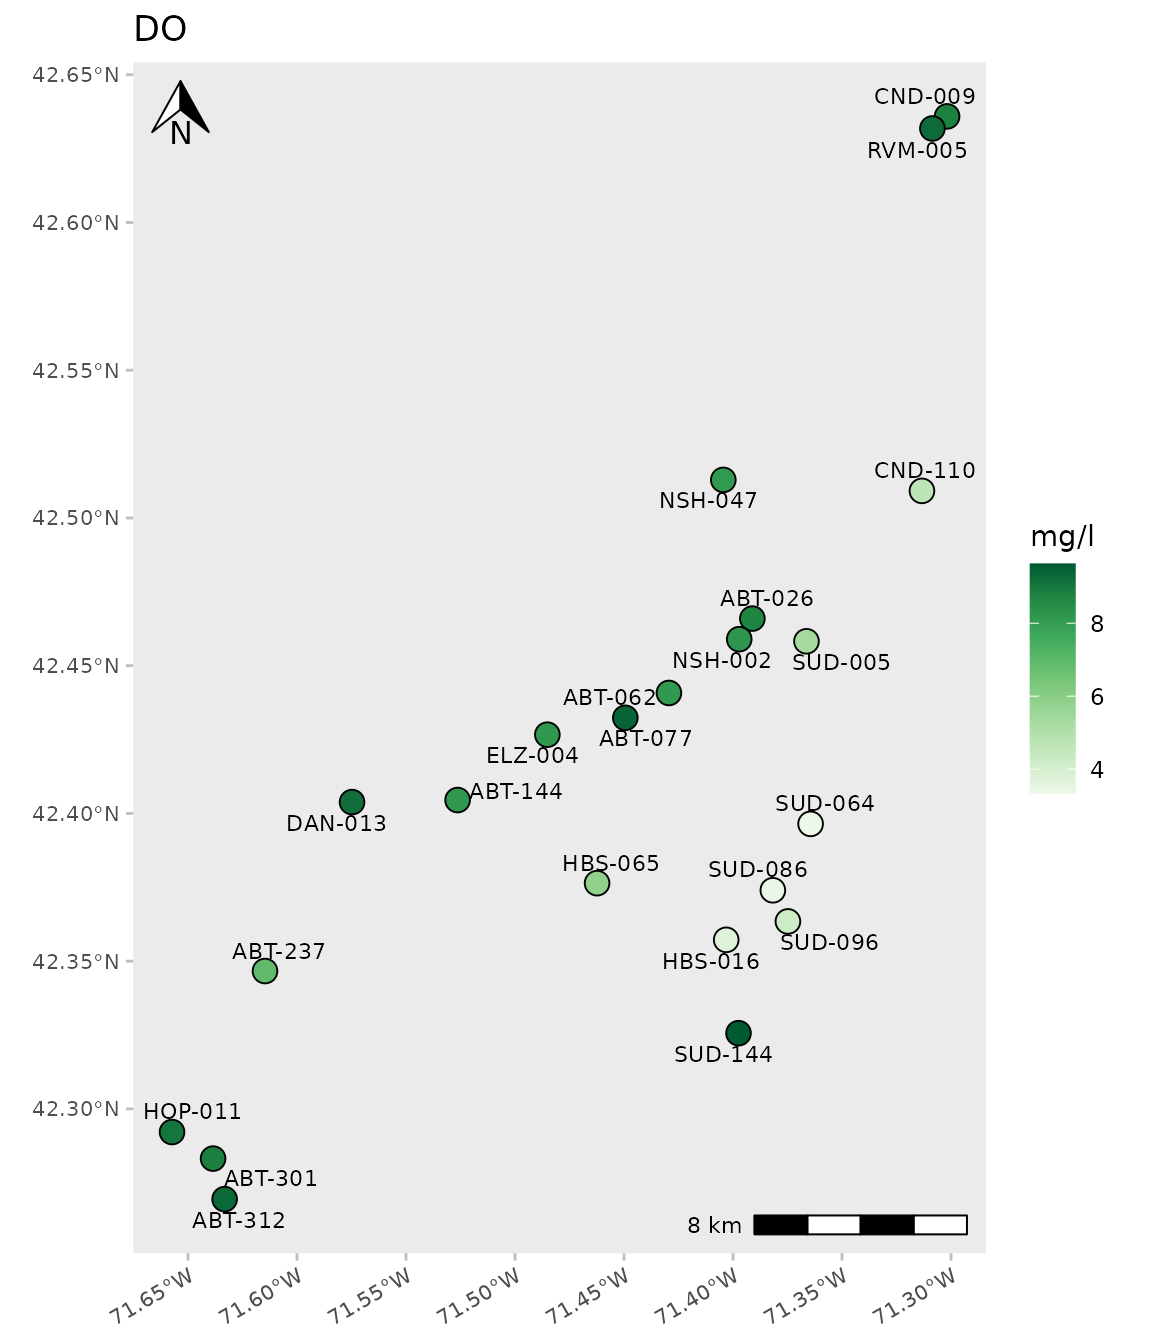 DO
42.65°N
N
CND-009
RVM-005
42.60°N
42.55°N
CND-110
NSH-047
42.50°N
mg/l
ABT-026
8
NSH-002
SUD-005
42.45°N
ABT-062
6
ABT-077
ELZ-004
4
ABT-144
SUD-064
42.40°N
DAN-013
HBS-065
SUD-086
SUD-096
ABT-237
42.35°N
HBS-016
SUD-144
42.30°N
HOP-011
ABT-301
ABT-312
8 km
71.65°W
71.60°W
71.55°W
71.50°W
71.45°W
71.40°W
71.35°W
71.30°W